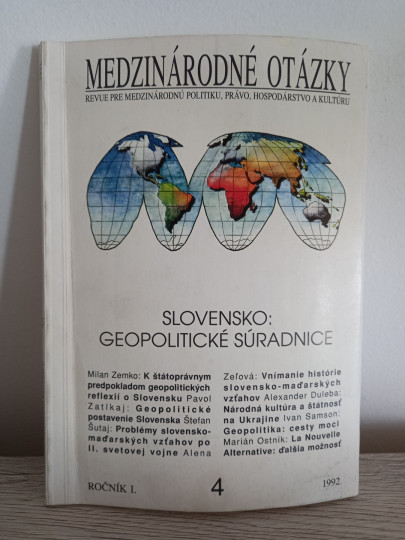 MEDZINÁRODNÉ OTÁZKY
REVUE PRE MEDZINÁRODNÚ POLITIKU, PRÁVO, HOSPODÁRSTVO A KULTÚRU
SLOVENSKO:
GEOPOLITICKÉ SÚRADNICE
Milan Zemko: K štátoprávnym
predpokladom geopolitických
reflexií o Slovensku Pavol
Zatlkaj: Geopolitické
postavenie Slovenska Štefan
Šutaj: Problémy slovensko-
maďarských vzťahov po
II. svetovej vojne Alena
Zeľová: Vnímanie histórie
slovensko-maďarských
vzťahov Alexander Duleba:
Národná kultúra a štátnosť
na Ukrajine Ivan Samson:
Geopolitika: cesty moci
Marián Ostník: La Nouvelle
Alternative: ďalšia možnosť
ROČNÍK I.
4
1992